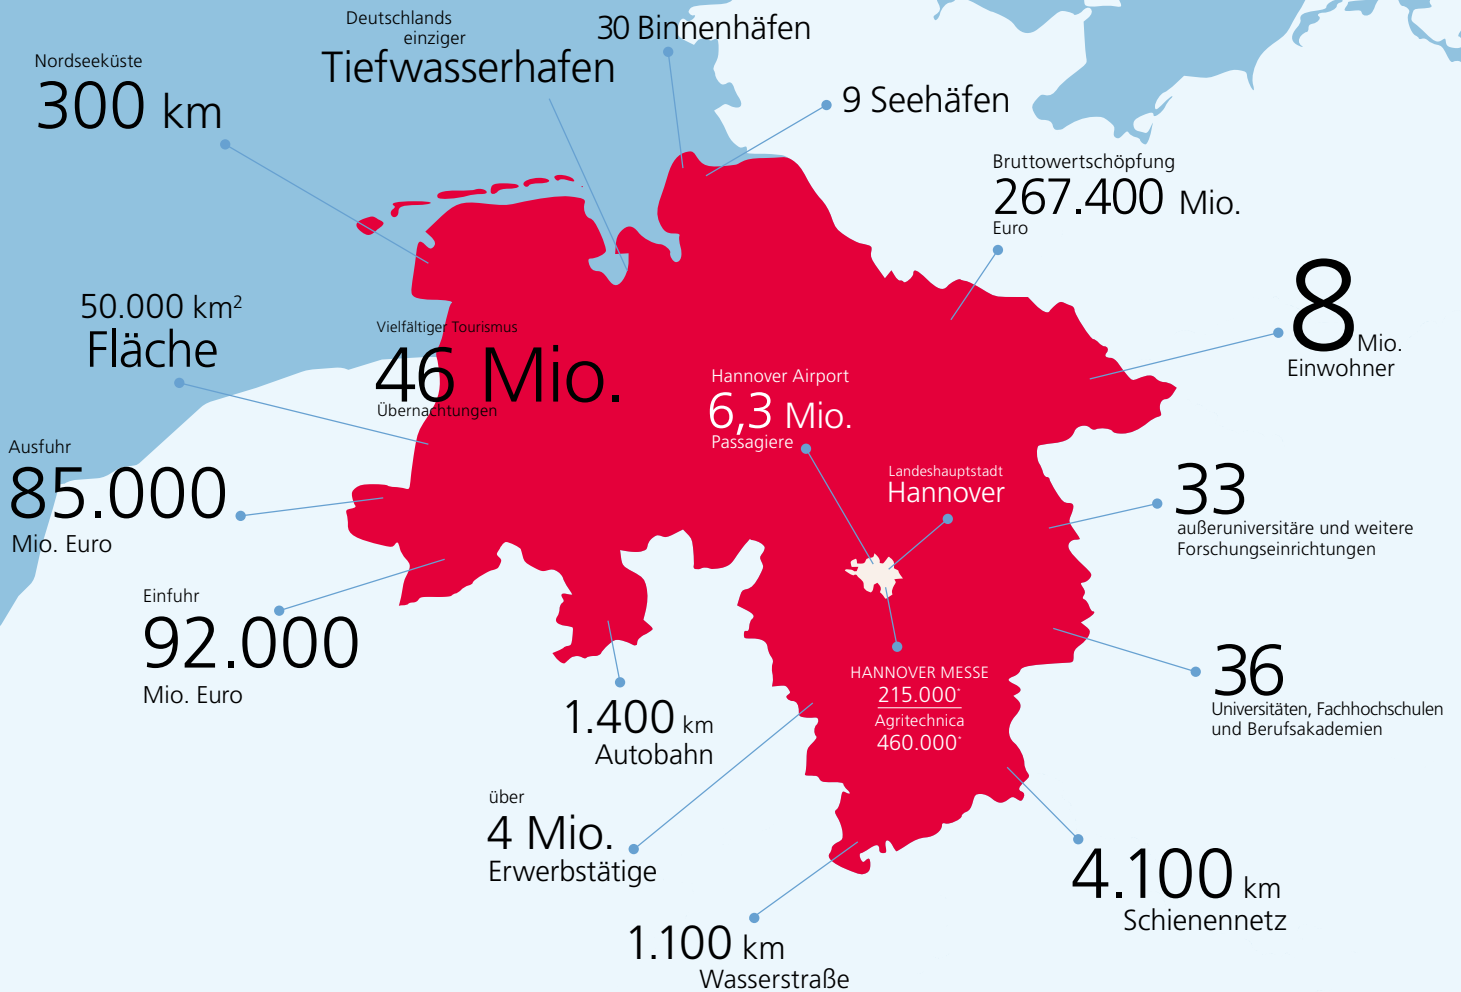 Nordseeküste
300 km
Deutschlands
einziger
Tiefwasserhafen
30 Binnenhäfen
9 Seehäfen
Bruttowertschöpfung
267.400 Mio.
Euro
8 Mio.
Einwohner
50.000 km²
Fläche
Vielfältiger Tourismus
46 Mio.
Übernachtungen
Hannover Airport
6,3 Mio.
Passagiere
Landeshauptstadt
Hannover
Ausfuhr
85.000
Mio. Euro
33
außeruniversitäre und weitere
Forschungseinrichtungen
Einfuhr
92.000
Mio. Euro
36
Universitäten, Fachhochschulen
und Berufsakademien
HANNOVER MESSE
215.000*
Agritechnica
460.000*
1.400 km
Autobahn
über
4 Mio.
Erwerbstätige
4.100 km
Schienennetz
1.100 km
Wasserstraße